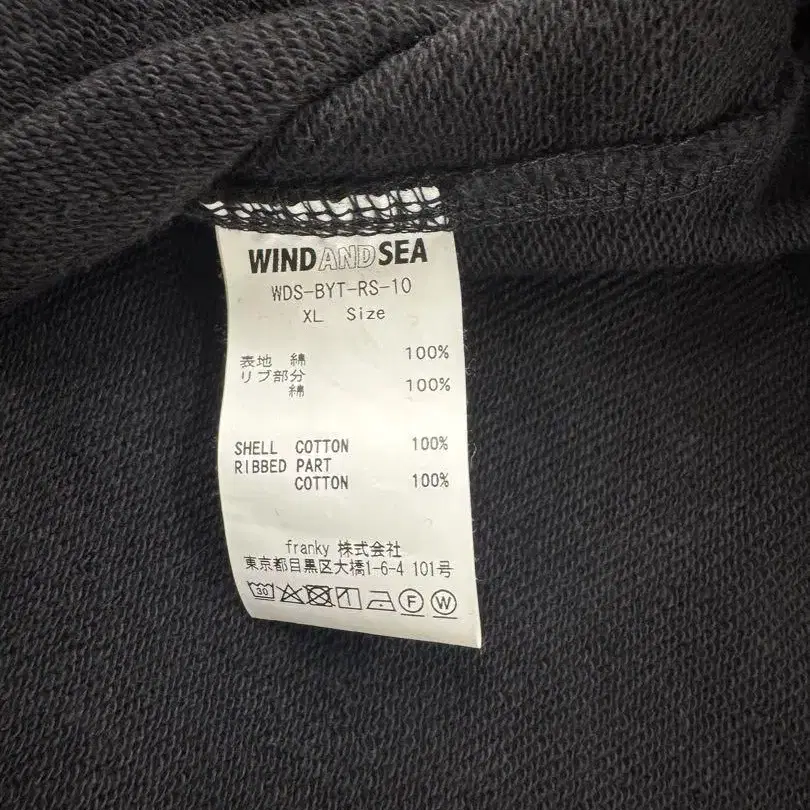 WINDANDSEA
WDS-BYT-RS-10
XL Size
表地 綿 100%
リブ部分
綿 100%
SHELL COTTON 100%
RIBBED PART
COTTON 100%
franky 株式会社
東京都目黒区大橋1-6-4 101号
30 F W